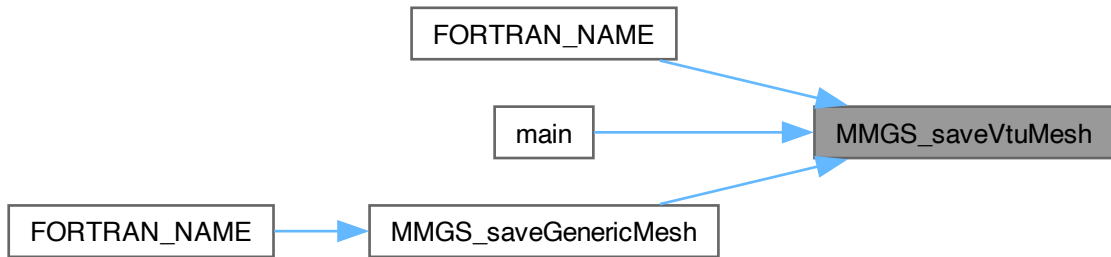 FORTRAN_NAME
main
MMGS_saveVtuMesh
FORTRAN_NAME
MMGS_saveGenericMesh